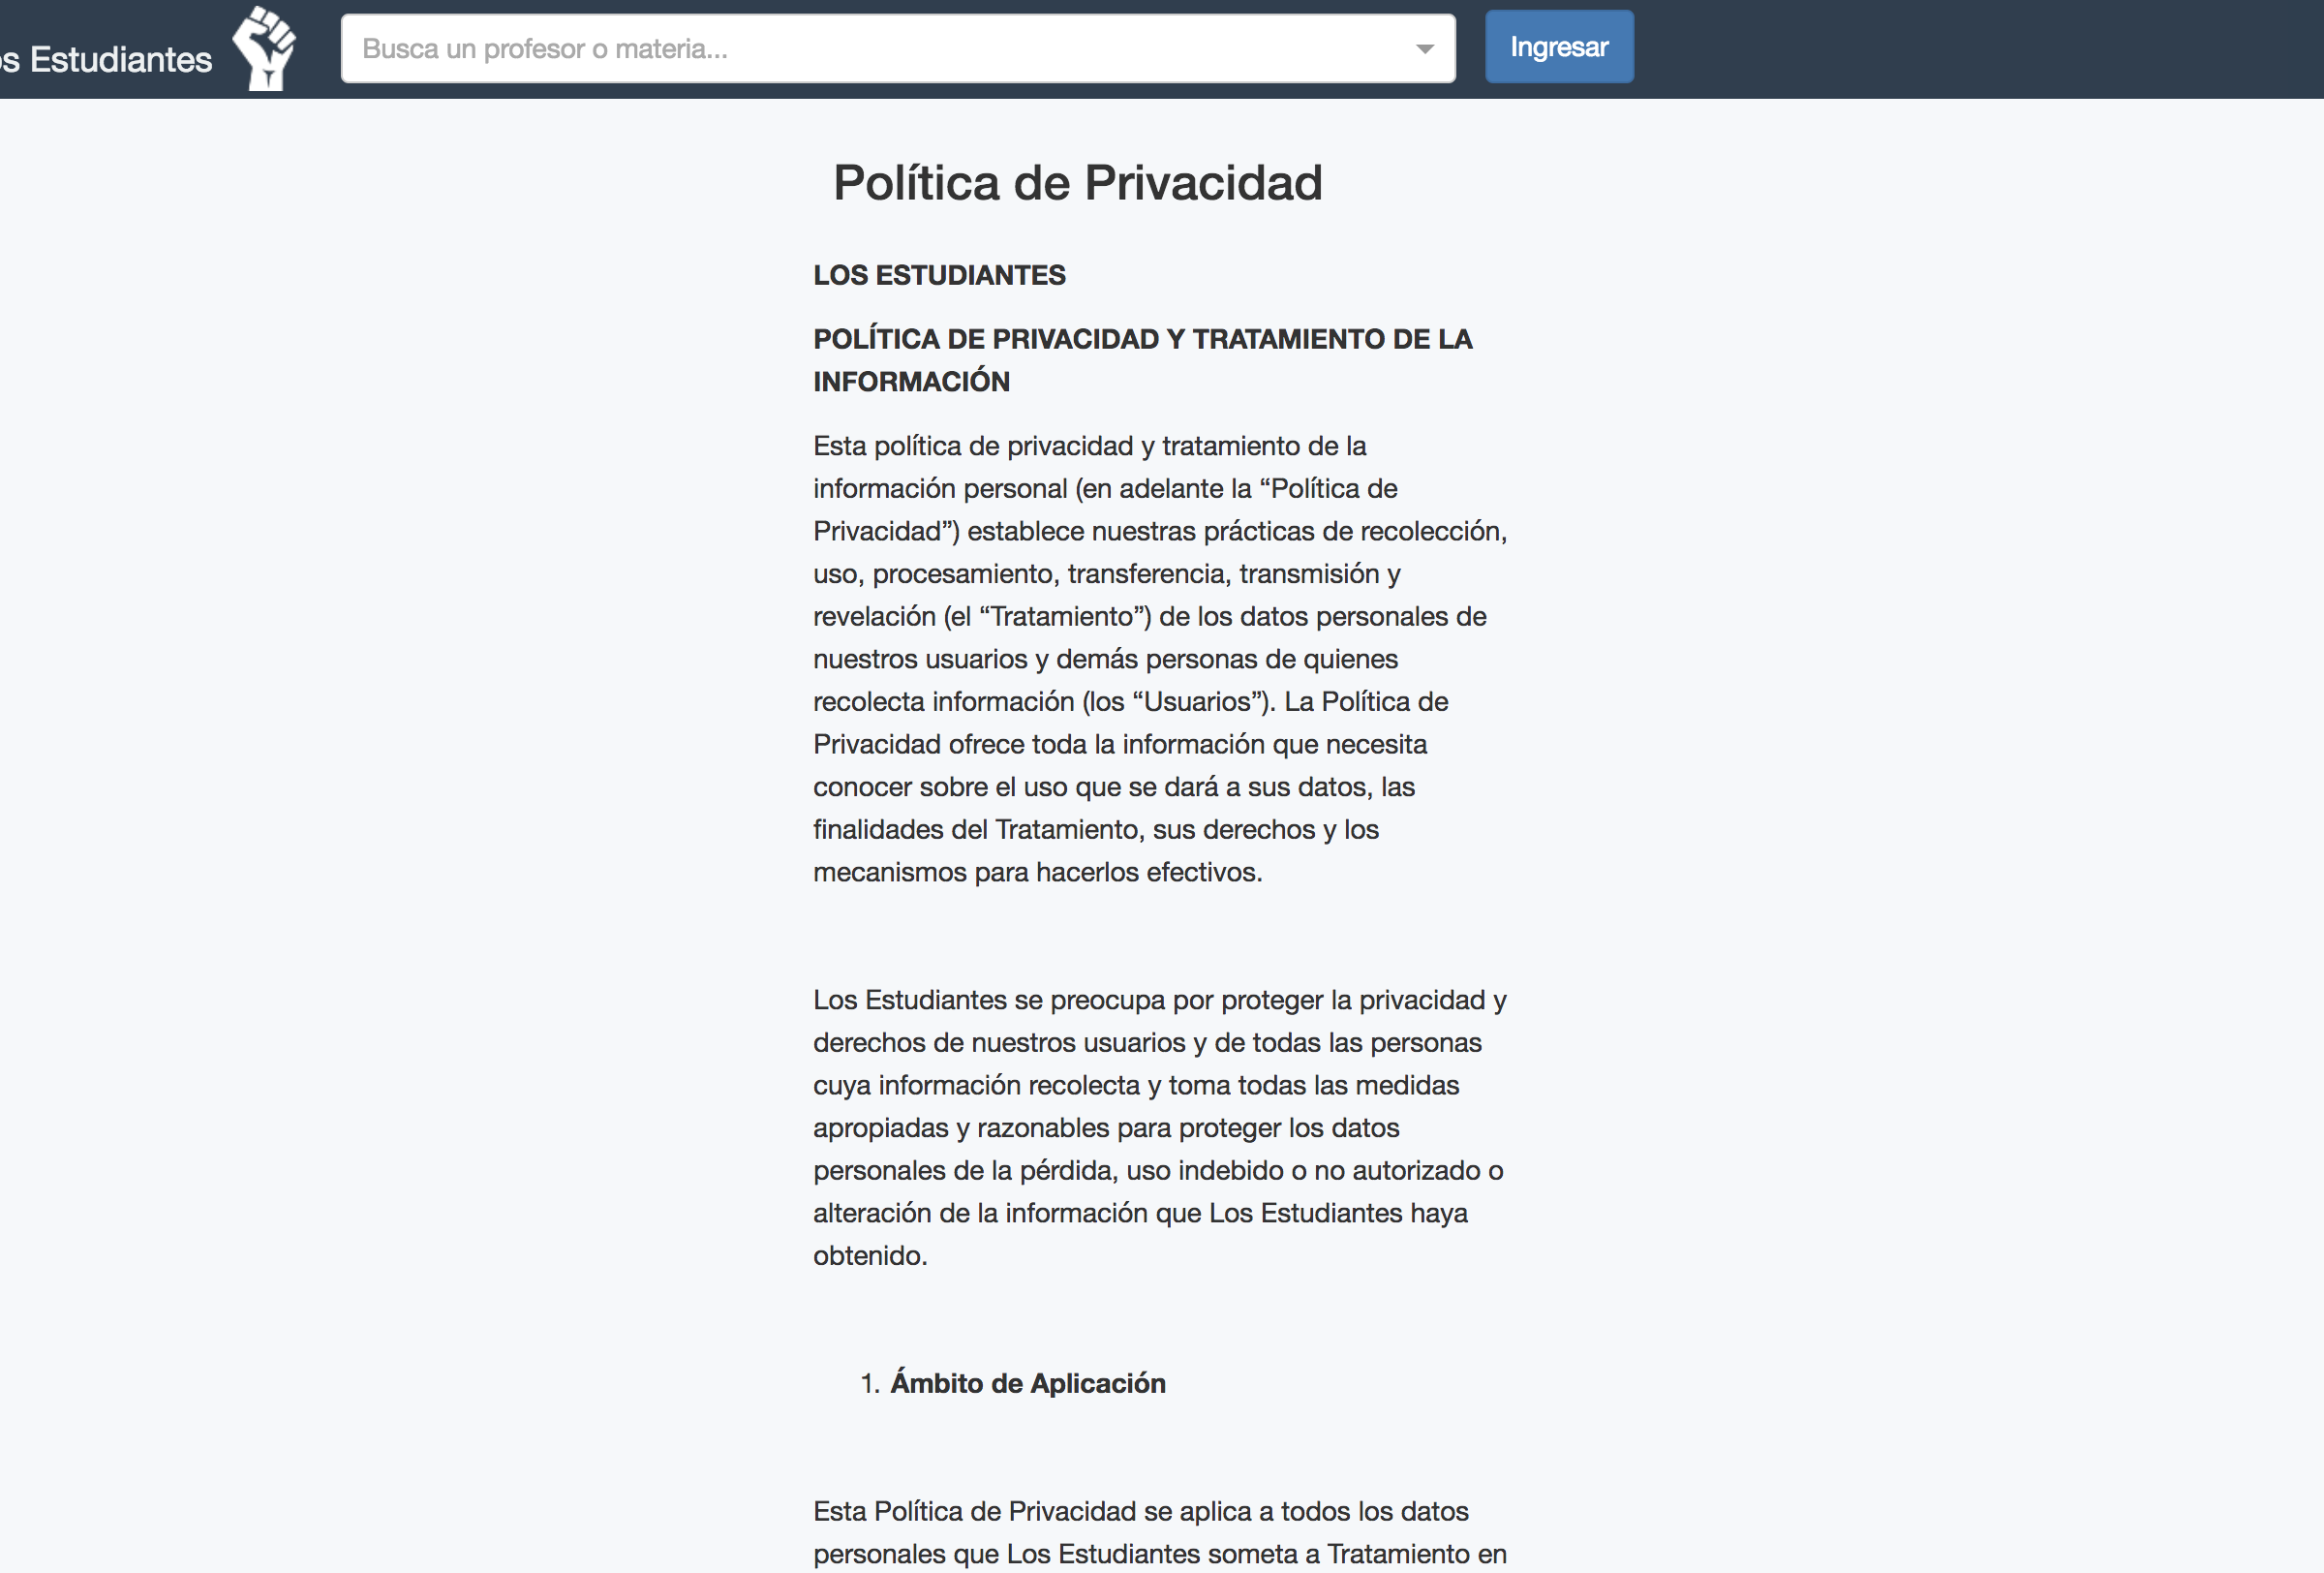 s Estudiantes
Busca un profesor o materia...
Ingresar
Política de Privacidad
LOS ESTUDIANTES
POLÍTICA DE PRIVACIDAD Y TRATAMIENTO DE LA
INFORMACIÓN
Esta política de privacidad y tratamiento de la
información personal (en adelante la “Política de
Privacidad”) establece nuestras prácticas de recolección,
uso, procesamiento, transferencia, transmisión y
revelación (el “Tratamiento”) de los datos personales de
nuestros usuarios y demás personas de quienes
recolecta información (los “Usuarios”). La Política de
Privacidad ofrece toda la información que necesita
conocer sobre el uso que se dará a sus datos, las
finalidades del Tratamiento, sus derechos y los
mecanismos para hacerlos efectivos.
Los Estudiantes se preocupa por proteger la privacidad y
derechos de nuestros usuarios y de todas las personas
cuya información recolecta y toma todas las medidas
apropiadas y razonables para proteger los datos
personales de la pérdida, uso indebido o no autorizado o
alteración de la información que Los Estudiantes haya
obtenido.
1. Ámbito de Aplicación
Esta Política de Privacidad se aplica a todos los datos
personales que Los Estudiantes someta a Tratamiento en